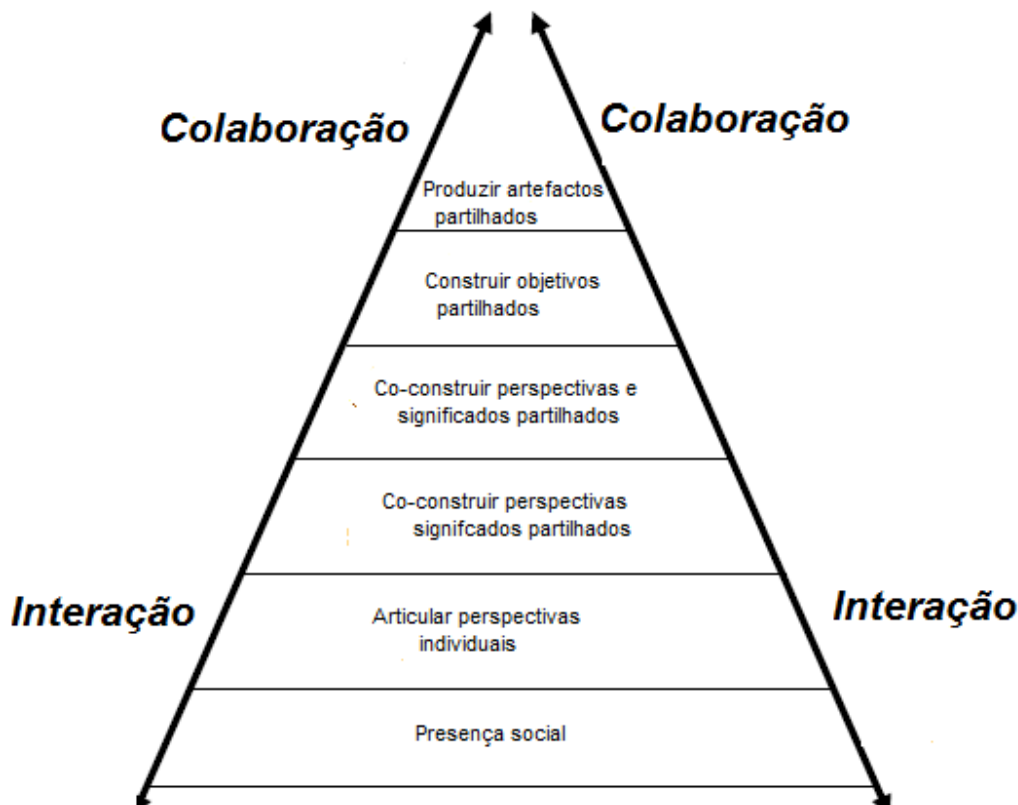 Colaboração
Colaboração
Produzir artefactos
partilhados
Construir objetivos
partilhados
Co-construir perspectivas e
significados partilhados
Co-construir perspectivas
signifcados partilhados
Interação
Interação
Articular perspectivas
individuais
Presença social